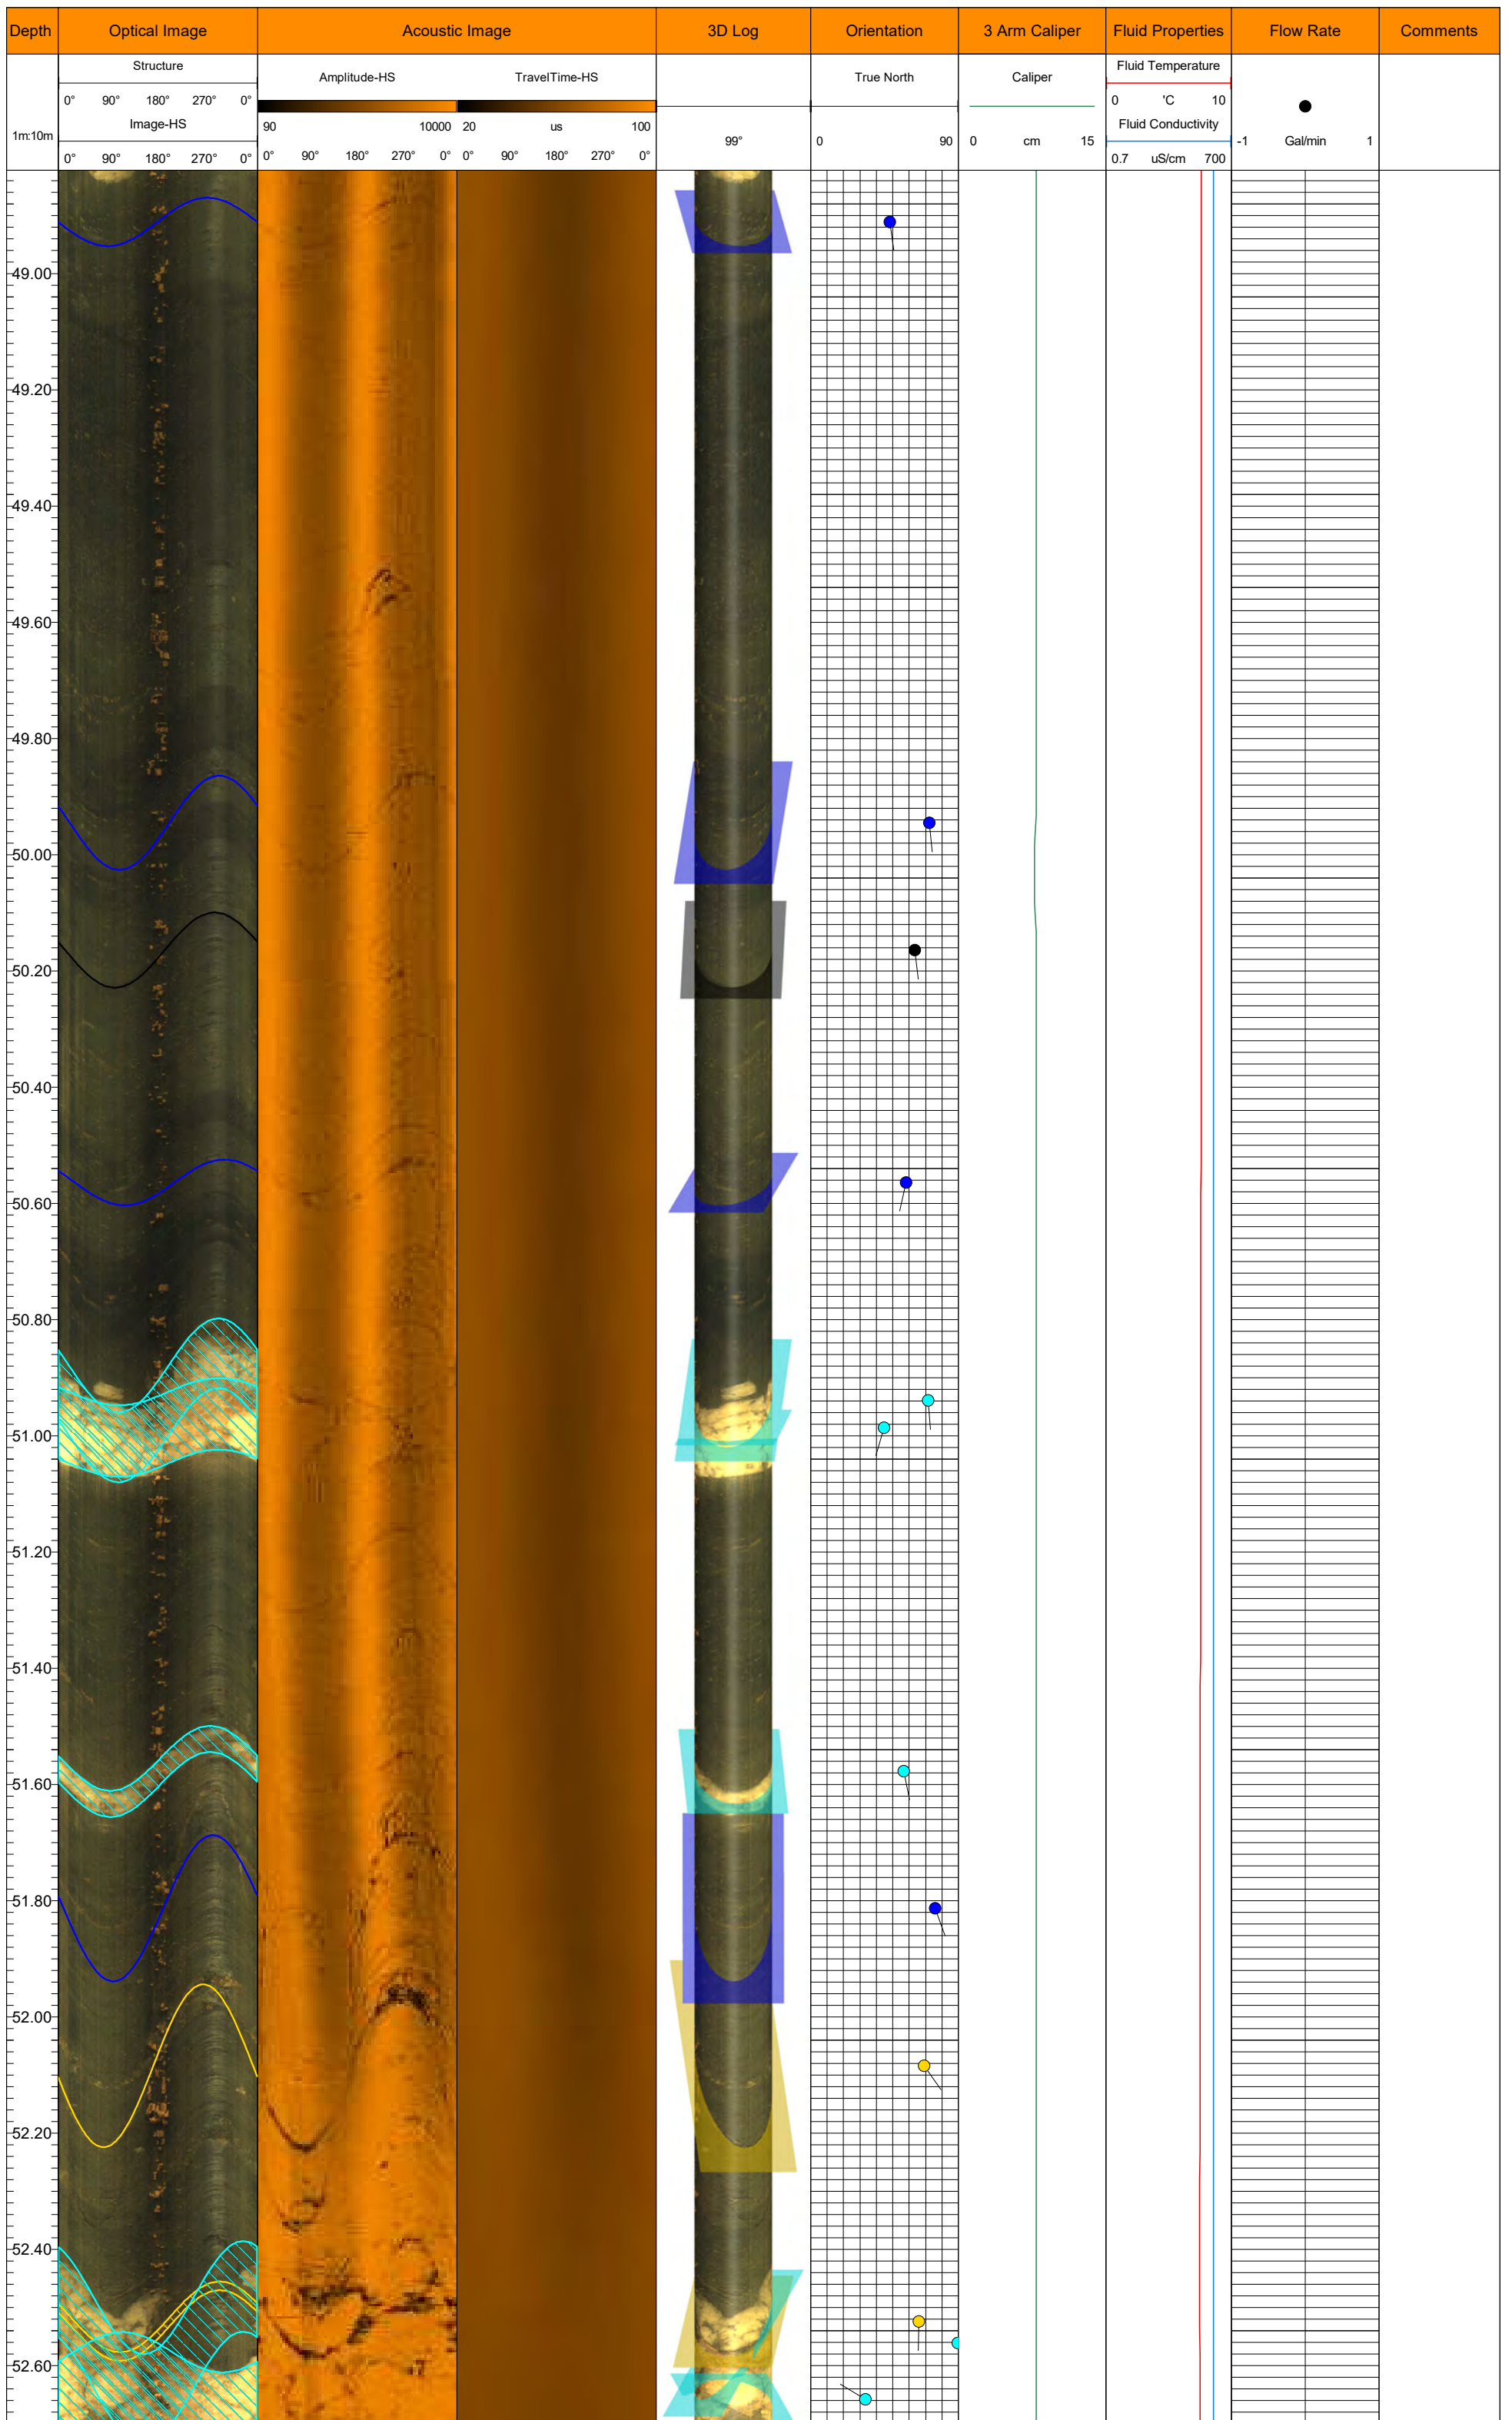 Depth Optical Image Acoustic Image 3D Log Orientation 3 Arm Caliper Fluid Properties Flow Rate Comments
Structure
0° 90° 180° 270° 0°
Image-HS
0° 90° 180° 270° 0°
1m:10m
Amplitude-HS
90 10000
0° 90° 180° 270° 0°
TravelTime-HS
20 us 100
0° 90° 180° 270° 0°
99°
True North
0 90
Caliper
0 cm 15
Fluid Temperature
0 'C 10
Fluid Conductivity
0.7 uS/cm 700
-1 Gal/min 1
49.00
49.20
49.40
49.60
49.80
50.00
50.20
50.40
50.60
50.80
51.00
51.20
51.40
51.60
51.80
52.00
52.20
52.40
52.60